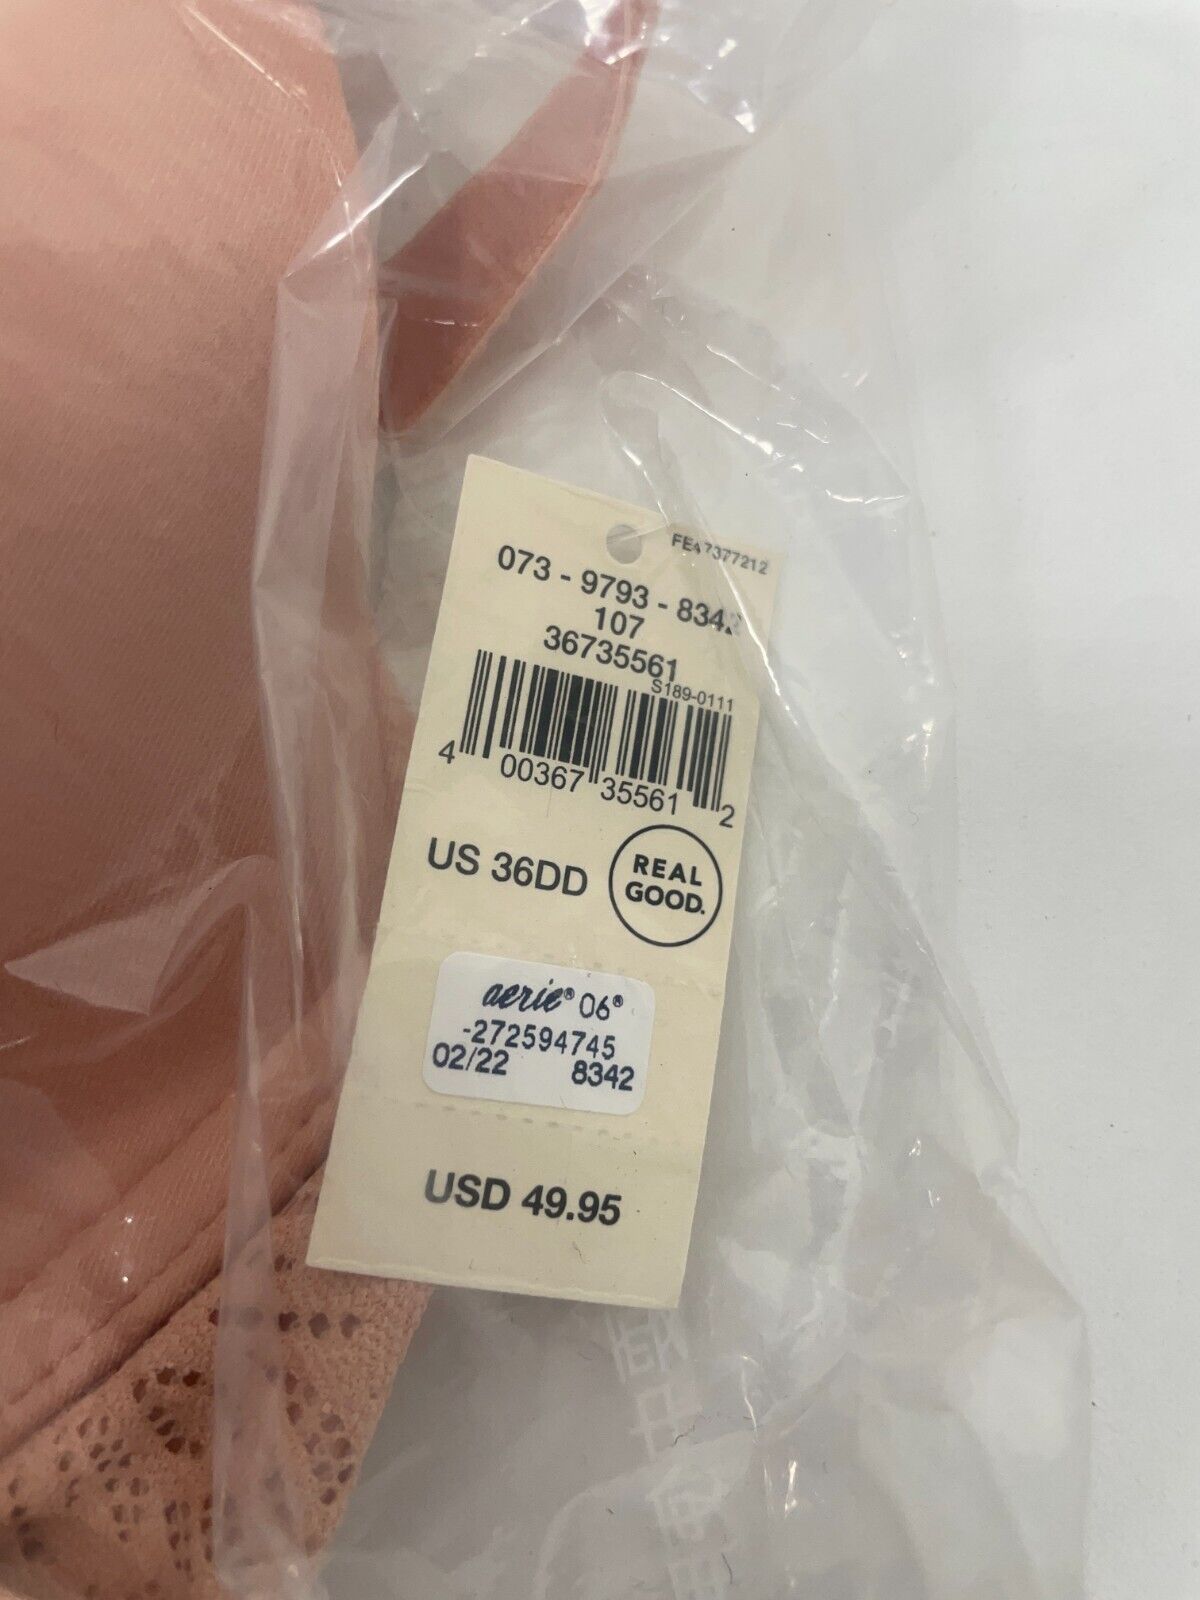 FE47377212
073 - 9793 - 8342
107
36735561
S189-0111
4 00367 35561 2
US 36DD
REAL
GOOD.
aerie® 06®
-272594745
02/22 8342
USD 49.95